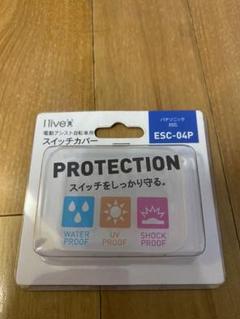 電動アシスト自転車用
スイッチカバー
パナソニック
対応
ESC-04P
PROTECTION
スイッチをしっかり守る。
WATER
PROOF
UV
PROOF
SHOCK
PROOF